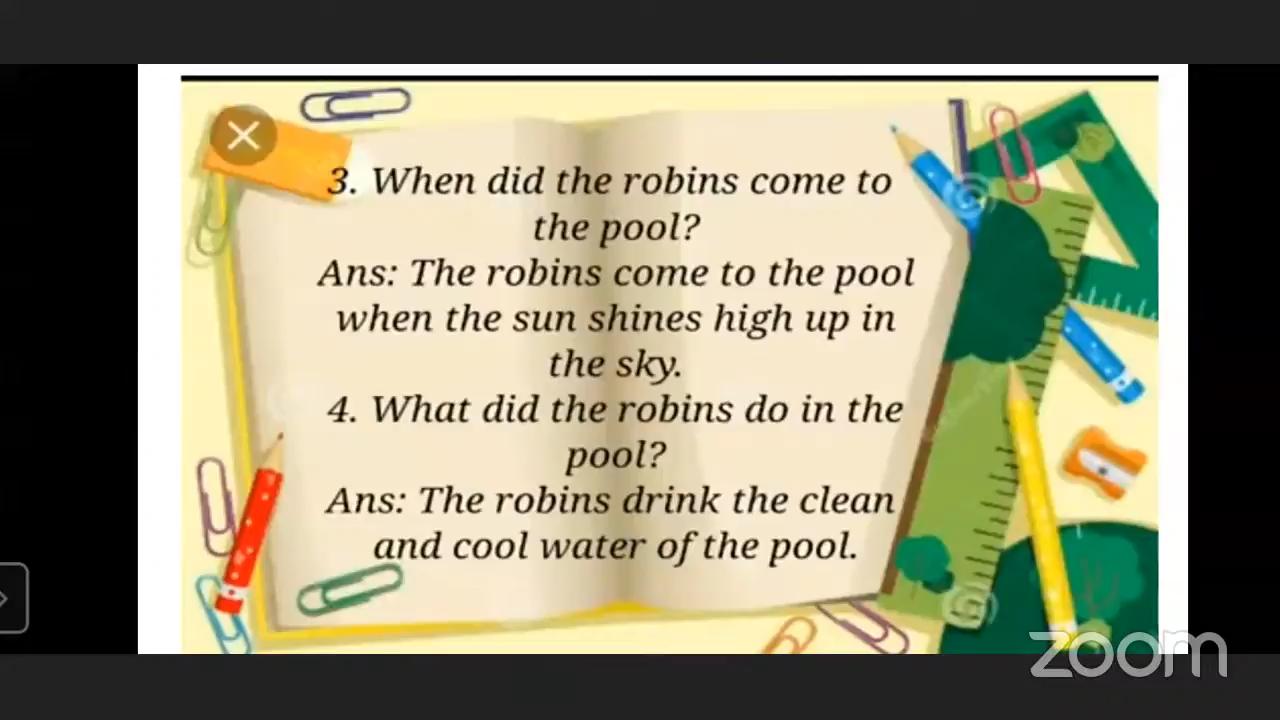 3. When did the robins come to
the pool?
Ans: The robins come to the pool
when the sun shines high up in
the sky.
4. What did the robins do in the
pool?
Ans: The robins drink the clean
and cool water of the pool.
zoom